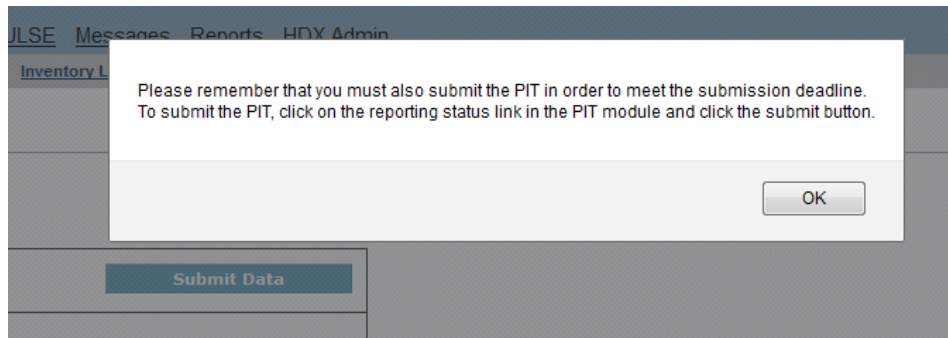 Messages Reports HDX Admin
Inventory
Please remember that you must also submit the PIT in order to meet the submission deadline.
To submit the PIT, click on the reporting status link in the PIT module and click the submit button.
OK
Submit Data